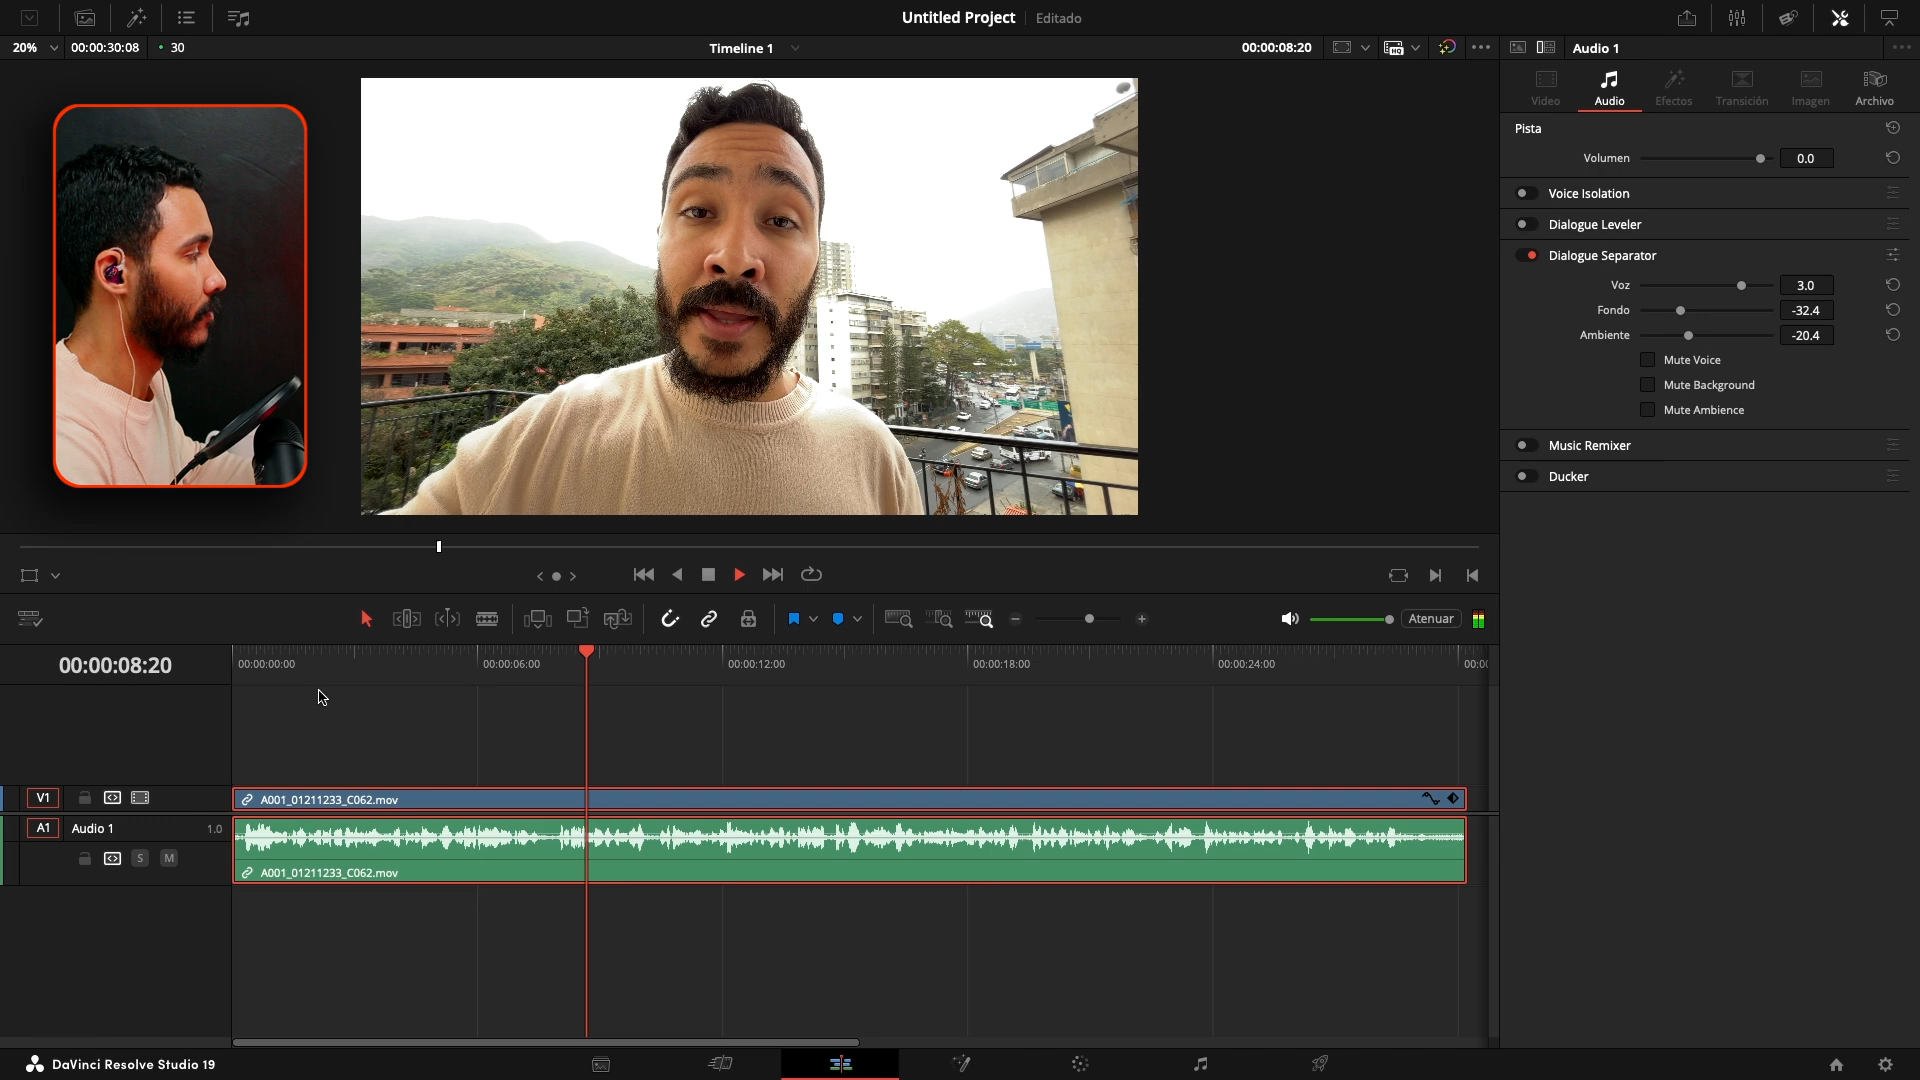 Untitled Project Editado
20% 00:00:30:08 30 Timeline 1 00:00:08:20 HQ Audio 1
Video Audio Efectos Transición Imagen Archivo
Pista
Volumen 0.0
Voice Isolation
Dialogue Leveler
Dialogue Separator
Voz 3.0
Fondo -32.4
Ambiente -20.4
Mute Voice
Mute Background
Mute Ambience
Music Remixer
Ducker
Atenuar
00:00:08:20 00:00:00:00 00:00:06:00 00:00:12:00 00:00:18:00 00:00:24:00
V1 A001_01211233_C062.mov
A1 Audio 1 1.0
S M
A001_01211233_C062.mov
DaVinci Resolve Studio 19